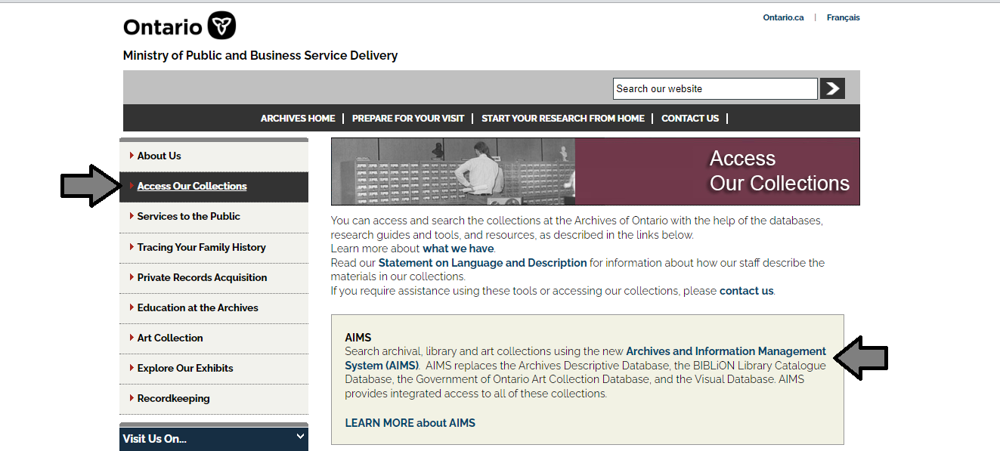 Ontario
Ontario.ca | Français
Ministry of Public and Business Service Delivery
Search our website
ARCHIVES HOME | PREPARE FOR YOUR VISIT | START YOUR RESEARCH FROM HOME | CONTACT US |
About Us
Access Our Collections
Services to the Public
Tracing Your Family History
Private Records Acquisition
Education at the Archives
Art Collection
Explore Our Exhibits
Recordkeeping
Visit Us On...
Access
Our Collections
You can access and search the collections at the Archives of Ontario with the help of the databases,
research guides and tools, and resources, as described in the links below.
Learn more about what we have.
Read our Statement on Language and Description for information about how our staff describe the
materials in our collections.
If you require assistance using these tools or accessing our collections, please contact us.
AIMS
Search archival, library and art collections using the new Archives and Information Management
System (AIMS). AIMS replaces the Archives Descriptive Database, the BIBLiON Library Catalogue
Database, the Government of Ontario Art Collection Database, and the Visual Database. AIMS
provides integrated access to all of these collections.
LEARN MORE about AIMS